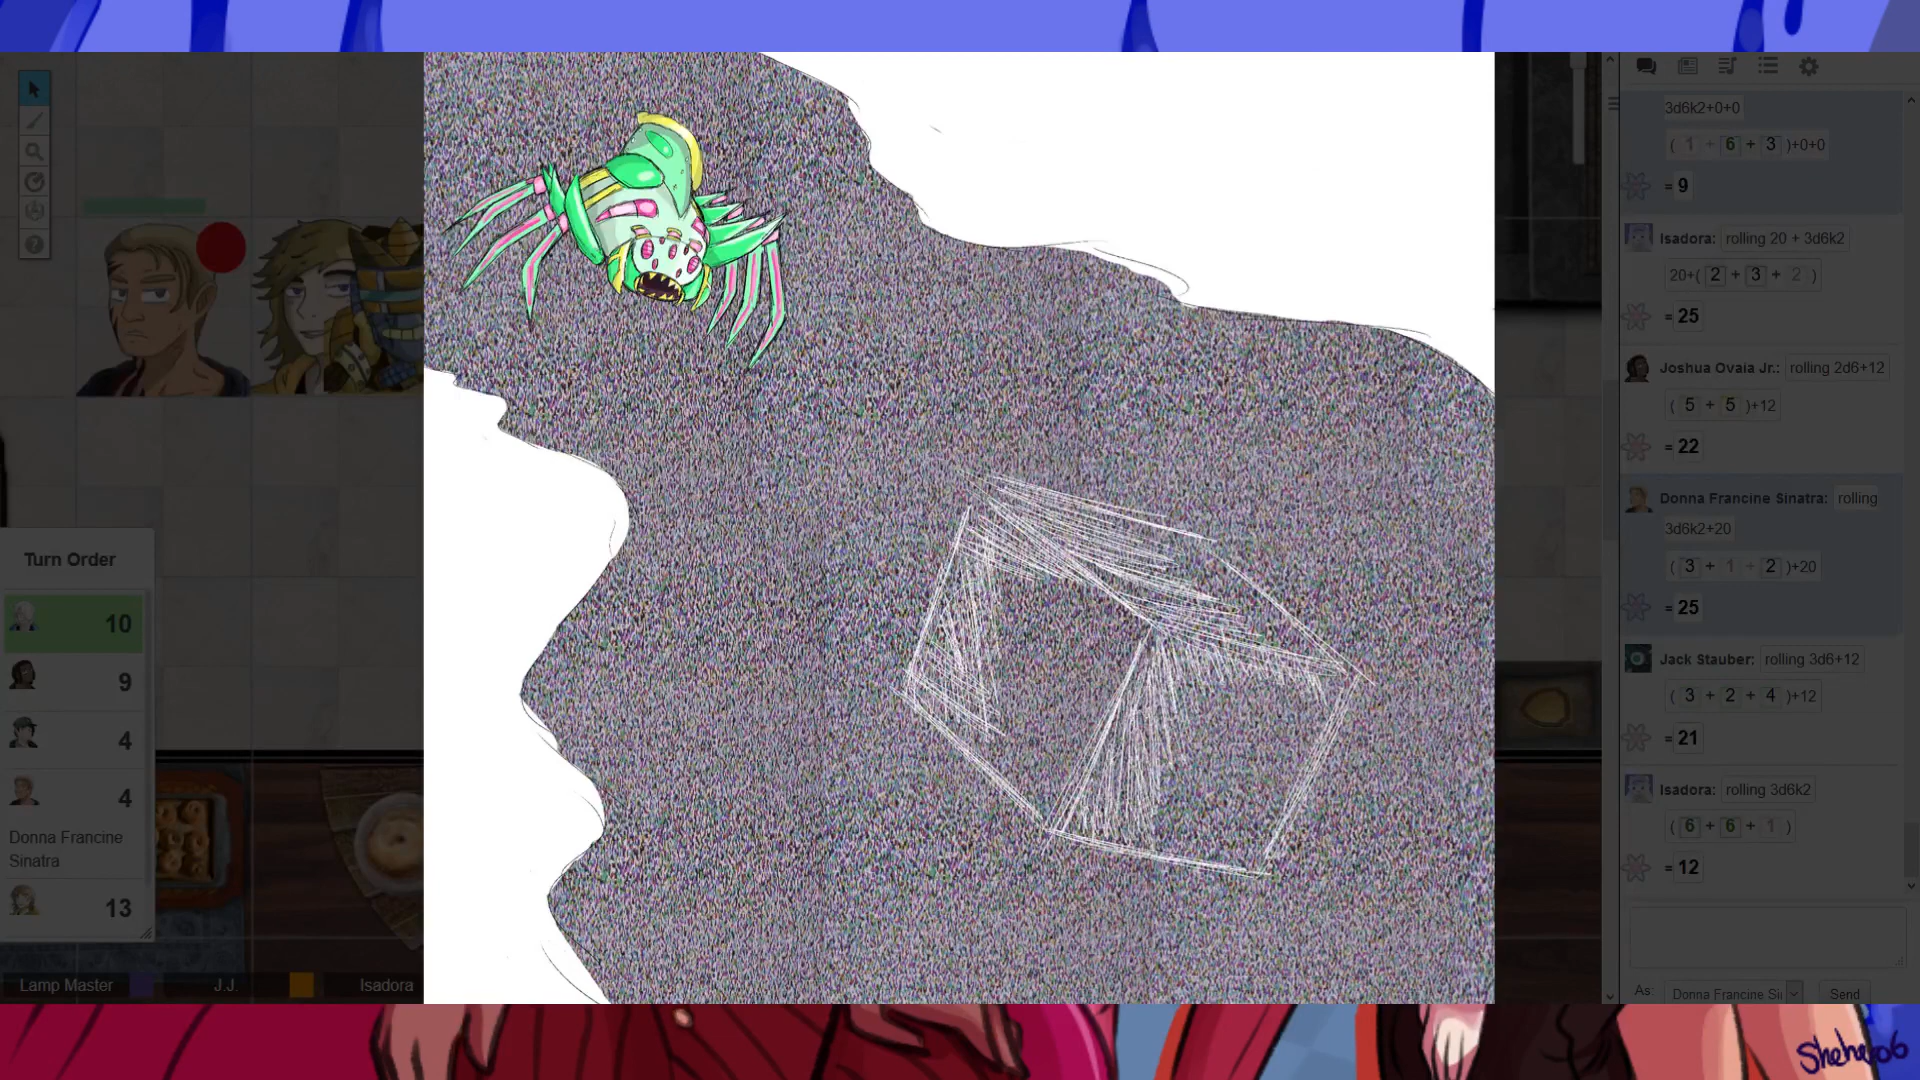 3d6k2+0+0
( 1 + 6 + 3 )+0+0
= 9
Isadora: rolling 20 + 3d6k2
20+( 2 + 3 + 2 )
= 25
Joshua Ovaia Jr.: rolling 2d6+12
( 5 + 5 )+12
= 22
Donna Francine Sinatra: rolling
3d6k2+20
( 3 + 1 + 2 )+20
= 25
Jack Stauber: rolling 3d6+12
( 3 + 2 + 4 )+12
= 21
Isadora: rolling 3d6k2
( 6 + 6 + 1 )
= 12
As: Donna Francine Si
Send
Turn Order
10
9
4
4
Donna Francine
Sinatra
13
Lamp Master
J.J.
Isadora